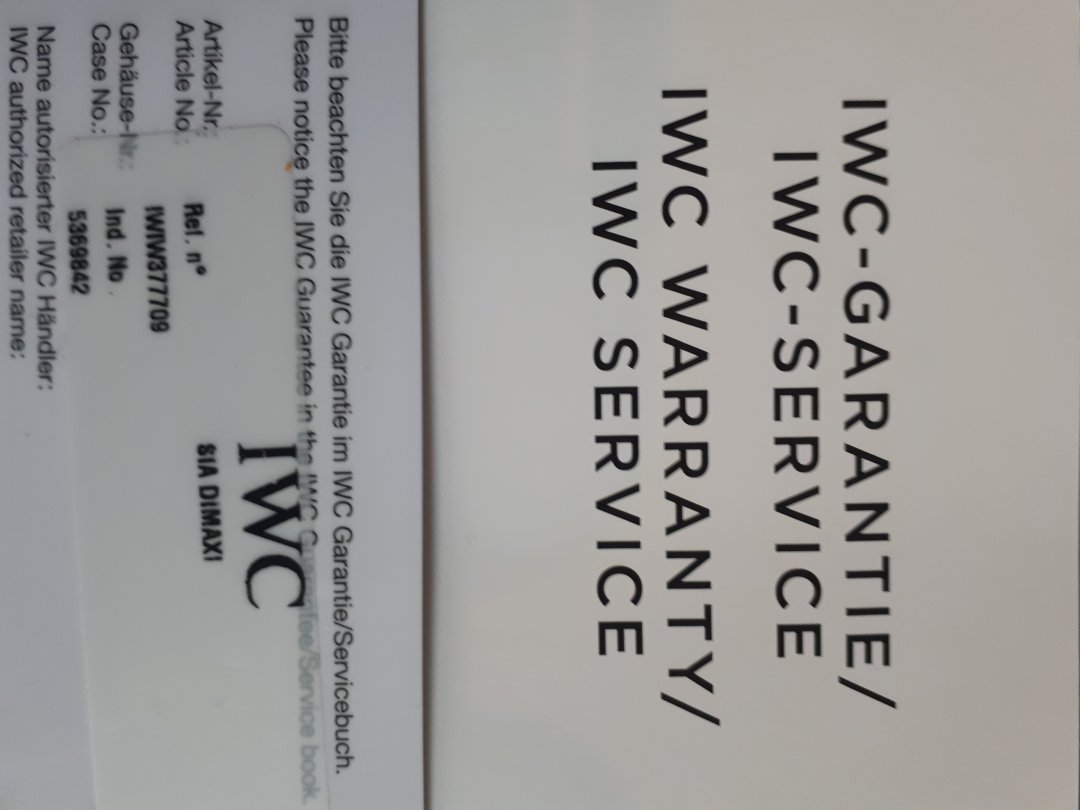 IWC-GARANTIE/
IWC-SERVICE
IWC WARRANTY/
IWC SERVICE
Bitte beachten Sie die IWC Garantie im IWC Garantie/Servicebuch.
Please notice the IWC Guarantee in the IWC Guarantee/Service book.
IWC
Artikel-Nr.:
Article No.:
SIA DIMAXI
Ref. n°
IWIW377709
Gehäuse-Nr.:
Case No.:
Ind. No.
5369842
Name autorisierter IWC Händler:
IWC authorized retailer name: